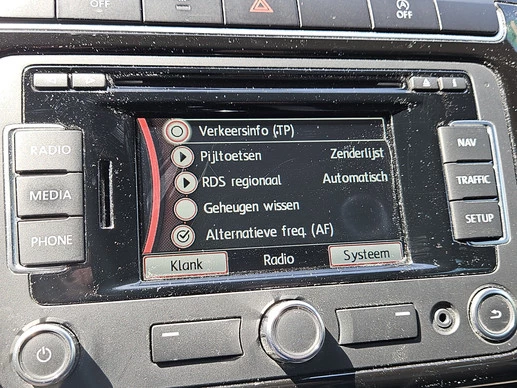 OFF
A OFF
Verkeersinfo (TP)
Pijltoetsen Zenderlijst
RDS regionaal Automatisch
Geheugen wissen
Alternatieve freq. (AF)
Klank Radio Systeem
RADIO
MEDIA
PHONE
NAV
TRAFFIC
SETUP